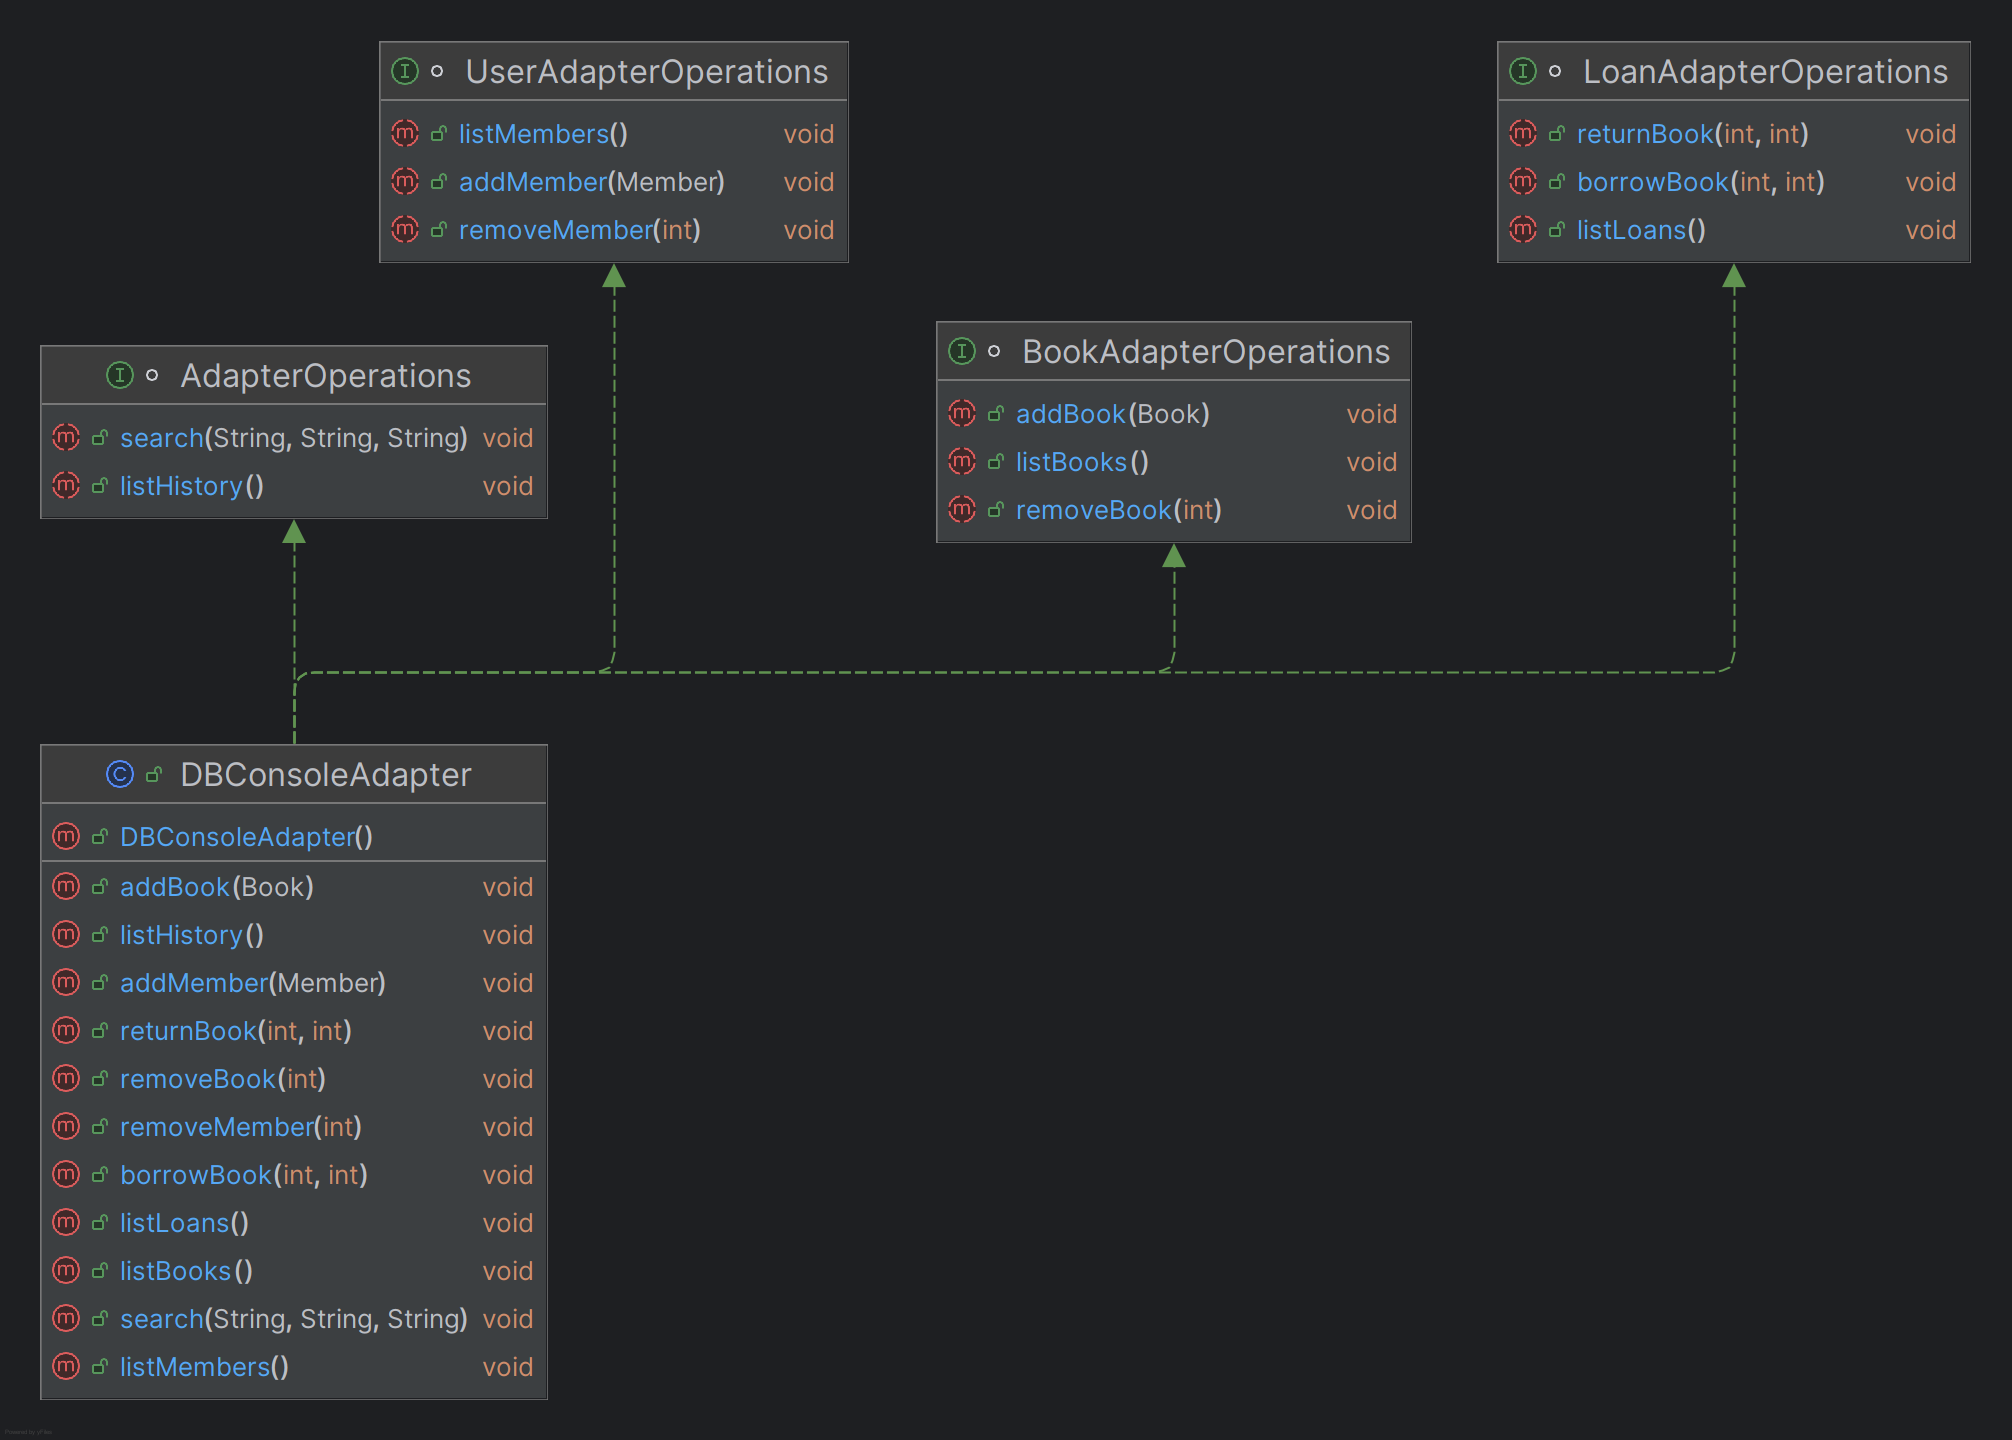 UserAdapterOperations
listMembers() void
addMember(Member) void
removeMember(int) void
LoanAdapterOperations
returnBook(int, int) void
borrowBook(int, int) void
listLoans() void
AdapterOperations
search(String, String, String) void
listHistory() void
BookAdapterOperations
addBook(Book) void
listBooks() void
removeBook(int) void
DBConsoleAdapter
DBConsoleAdapter()
addBook(Book) void
listHistory() void
addMember(Member) void
returnBook(int, int) void
removeBook(int) void
removeMember(int) void
borrowBook(int, int) void
listLoans() void
listBooks() void
search(String, String, String) void
listMembers() void
Powered by yFiles